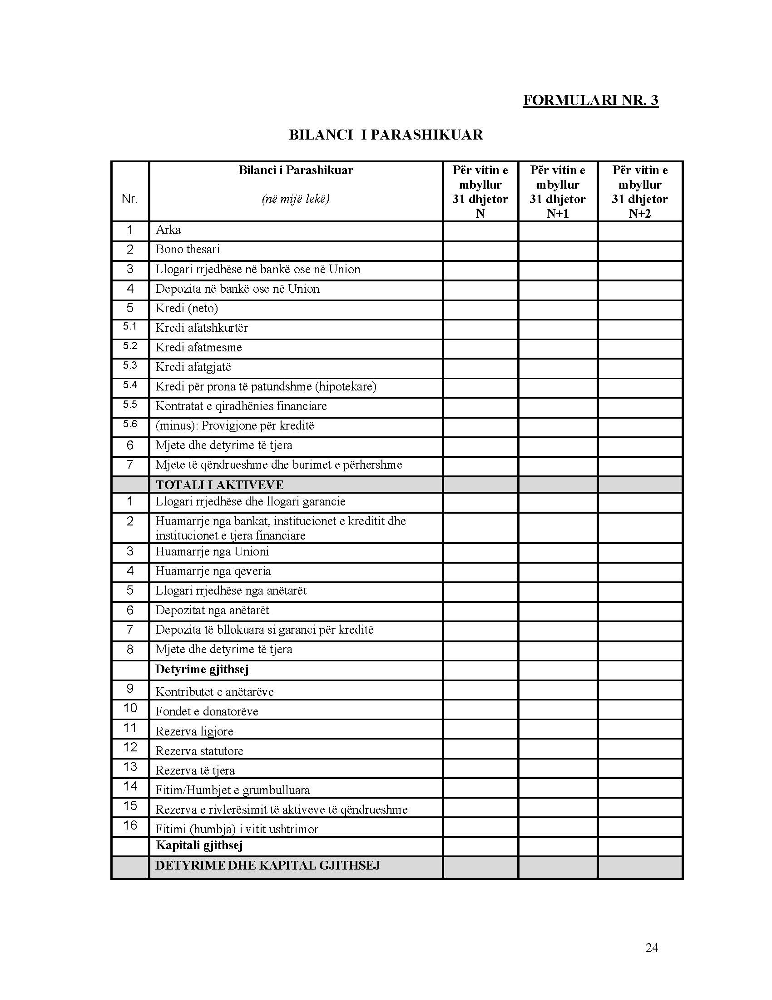 FORMULARI NR. 3
BILANCI I PARASHIKUAR
Nr.
Bilanci i Parashikuar
(në mijë lekë)
Për vitin e
mbyllur
31 dhjetor
N
Për vitin e
mbyllur
31 dhjetor
N+1
Për vitin e
mbyllur
31 dhjetor
N+2
1 Arka
2 Bono thesari
3 Llogari rrjedhëse në bankë ose në Union
4 Depozita në bankë ose në Union
5 Kredi (neto)
5.1 Kredi afatshkurtër
5.2 Kredi afatmesme
5.3 Kredi afatgjatë
5.4 Kredi për prona të patundshme (hipotekare)
5.5 Kontratat e qiradhënies financiare
5.6 (minus): Provigjone për kreditë
6 Mjete dhe detyrime të tjera
7 Mjete të qëndrueshme dhe burimet e përhershme
TOTALI I AKTIVEVE
1 Llogari rrjedhëse dhe llogari garancie
2 Huamarrje nga bankat, institucionet e kreditit dhe
institucionet e tjera financiare
3 Huamarrje nga Unioni
4 Huamarrje nga qeveria
5 Llogari rrjedhëse nga anëtarët
6 Depozitat nga anëtarët
7 Depozita të bllokuara si garanci për kreditë
8 Mjete dhe detyrime të tjera
Detyrime gjithsej
9 Kontributet e anëtarëve
10 Fondet e donatorëve
11 Rezerva ligjore
12 Rezerva statutore
13 Rezerva të tjera
14 Fitim/Humbjet e grumbulluara
15 Rezerva e rivlerësimit të aktiveve të qëndrueshme
16 Fitimi (humbja) i vitit ushtrimor
Kapitali gjithsej
DETYRIME DHE KAPITAL GJITHSEJ
24